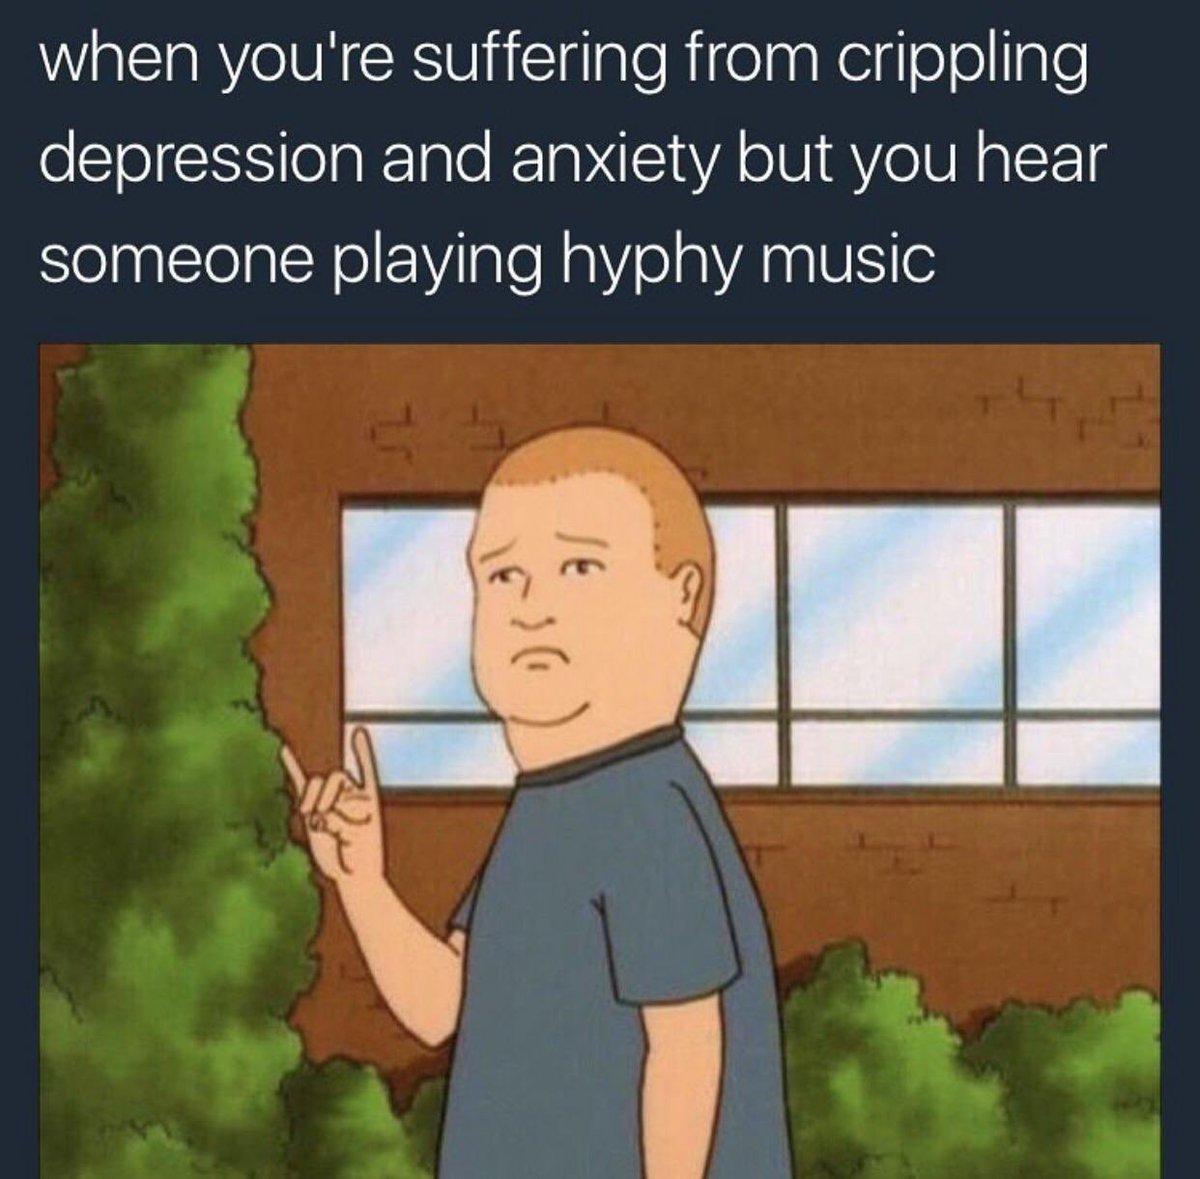 when you're suffering from crippling
depression and anxiety but you hear
someone playing hyphy music